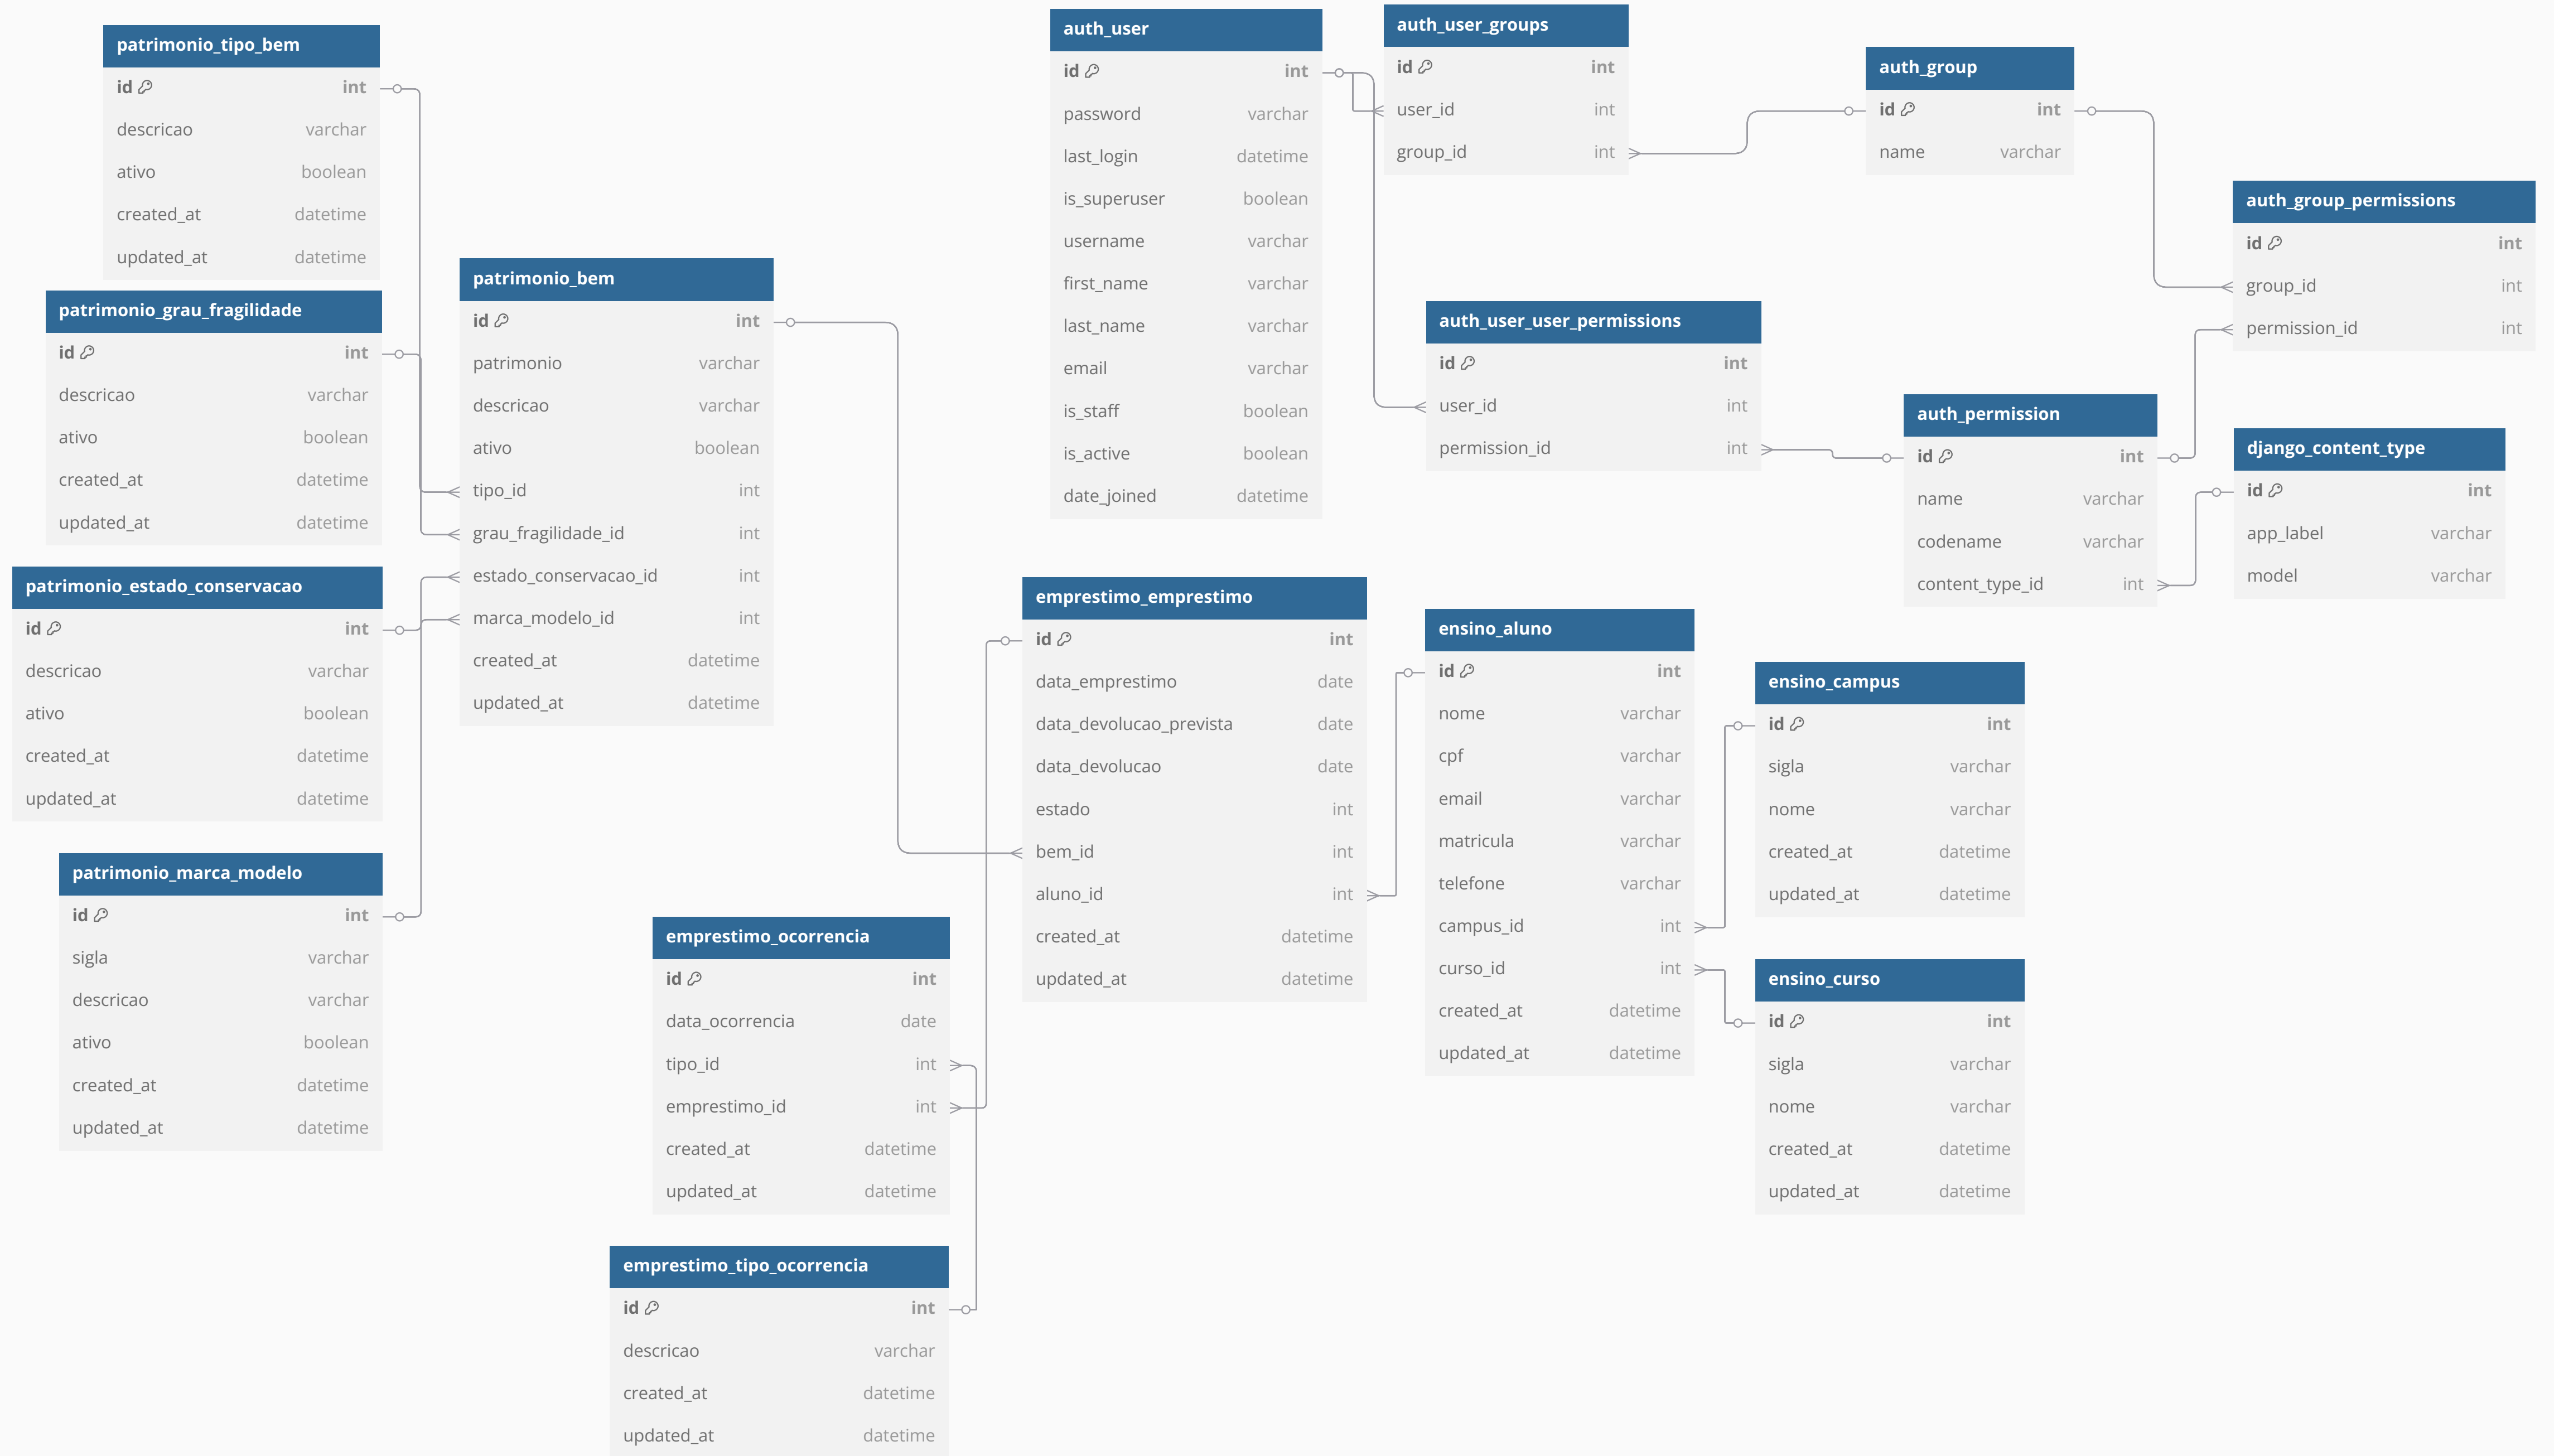 patrimonio_tipo_bem
id int
descricao varchar
ativo boolean
created_at datetime
updated_at datetime
patrimonio_grau_fragilidade
id int
descricao varchar
ativo boolean
created_at datetime
updated_at datetime
patrimonio_estado_conservacao
id int
descricao varchar
ativo boolean
created_at datetime
updated_at datetime
patrimonio_marca_modelo
id int
sigla varchar
descricao varchar
ativo boolean
created_at datetime
updated_at datetime
patrimonio_bem
id int
patrimonio varchar
descricao varchar
ativo boolean
tipo_id int
grau_fragilidade_id int
estado_conservacao_id int
marca_modelo_id int
created_at datetime
updated_at datetime
emprestimo_ocorrencia
id int
data_ocorrencia date
tipo_id int
emprestimo_id int
created_at datetime
updated_at datetime
emprestimo_tipo_ocorrencia
id int
descricao varchar
created_at datetime
updated_at datetime
auth_user
id int
password varchar
last_login datetime
is_superuser boolean
username varchar
first_name varchar
last_name varchar
email varchar
is_staff boolean
is_active boolean
date_joined datetime
emprestimo_emprestimo
id int
data_emprestimo date
data_devolucao_prevista date
data_devolucao date
estado int
bem_id int
aluno_id int
created_at datetime
updated_at datetime
auth_user_groups
id int
user_id int
group_id int
auth_user_user_permissions
id int
user_id int
permission_id int
ensino_aluno
id int
nome varchar
cpf varchar
email varchar
matricula varchar
telefone varchar
campus_id int
curso_id int
created_at datetime
updated_at datetime
auth_group
id int
name varchar
auth_permission
id int
name varchar
codename varchar
content_type_id int
ensino_campus
id int
sigla varchar
nome varchar
created_at datetime
updated_at datetime
ensino_curso
id int
sigla varchar
nome varchar
created_at datetime
updated_at datetime
auth_group_permissions
id int
group_id int
permission_id int
django_content_type
id int
app_label varchar
model varchar